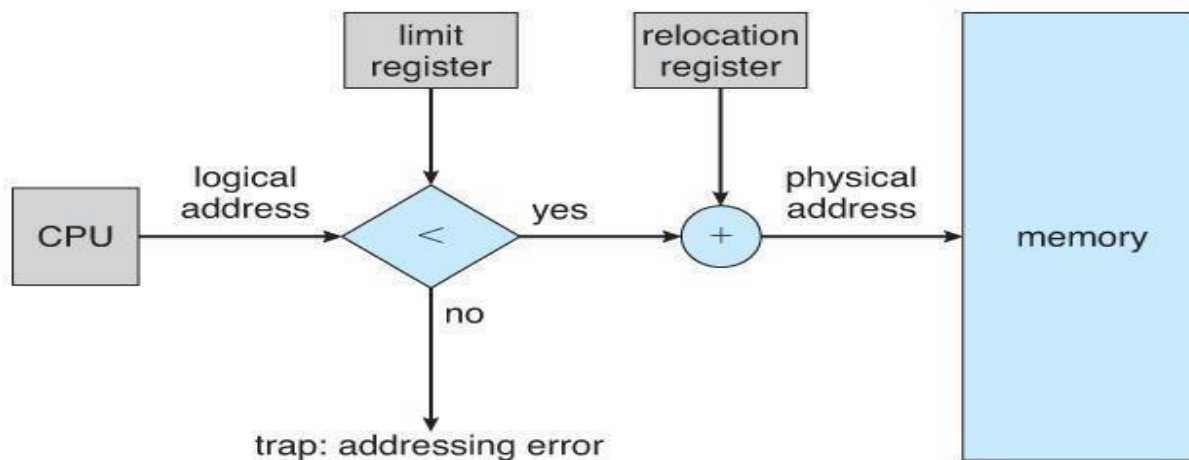 limit
register
relocation
register
logical
address
physical
address
CPU
<
yes
+
memory
no
trap: addressing error